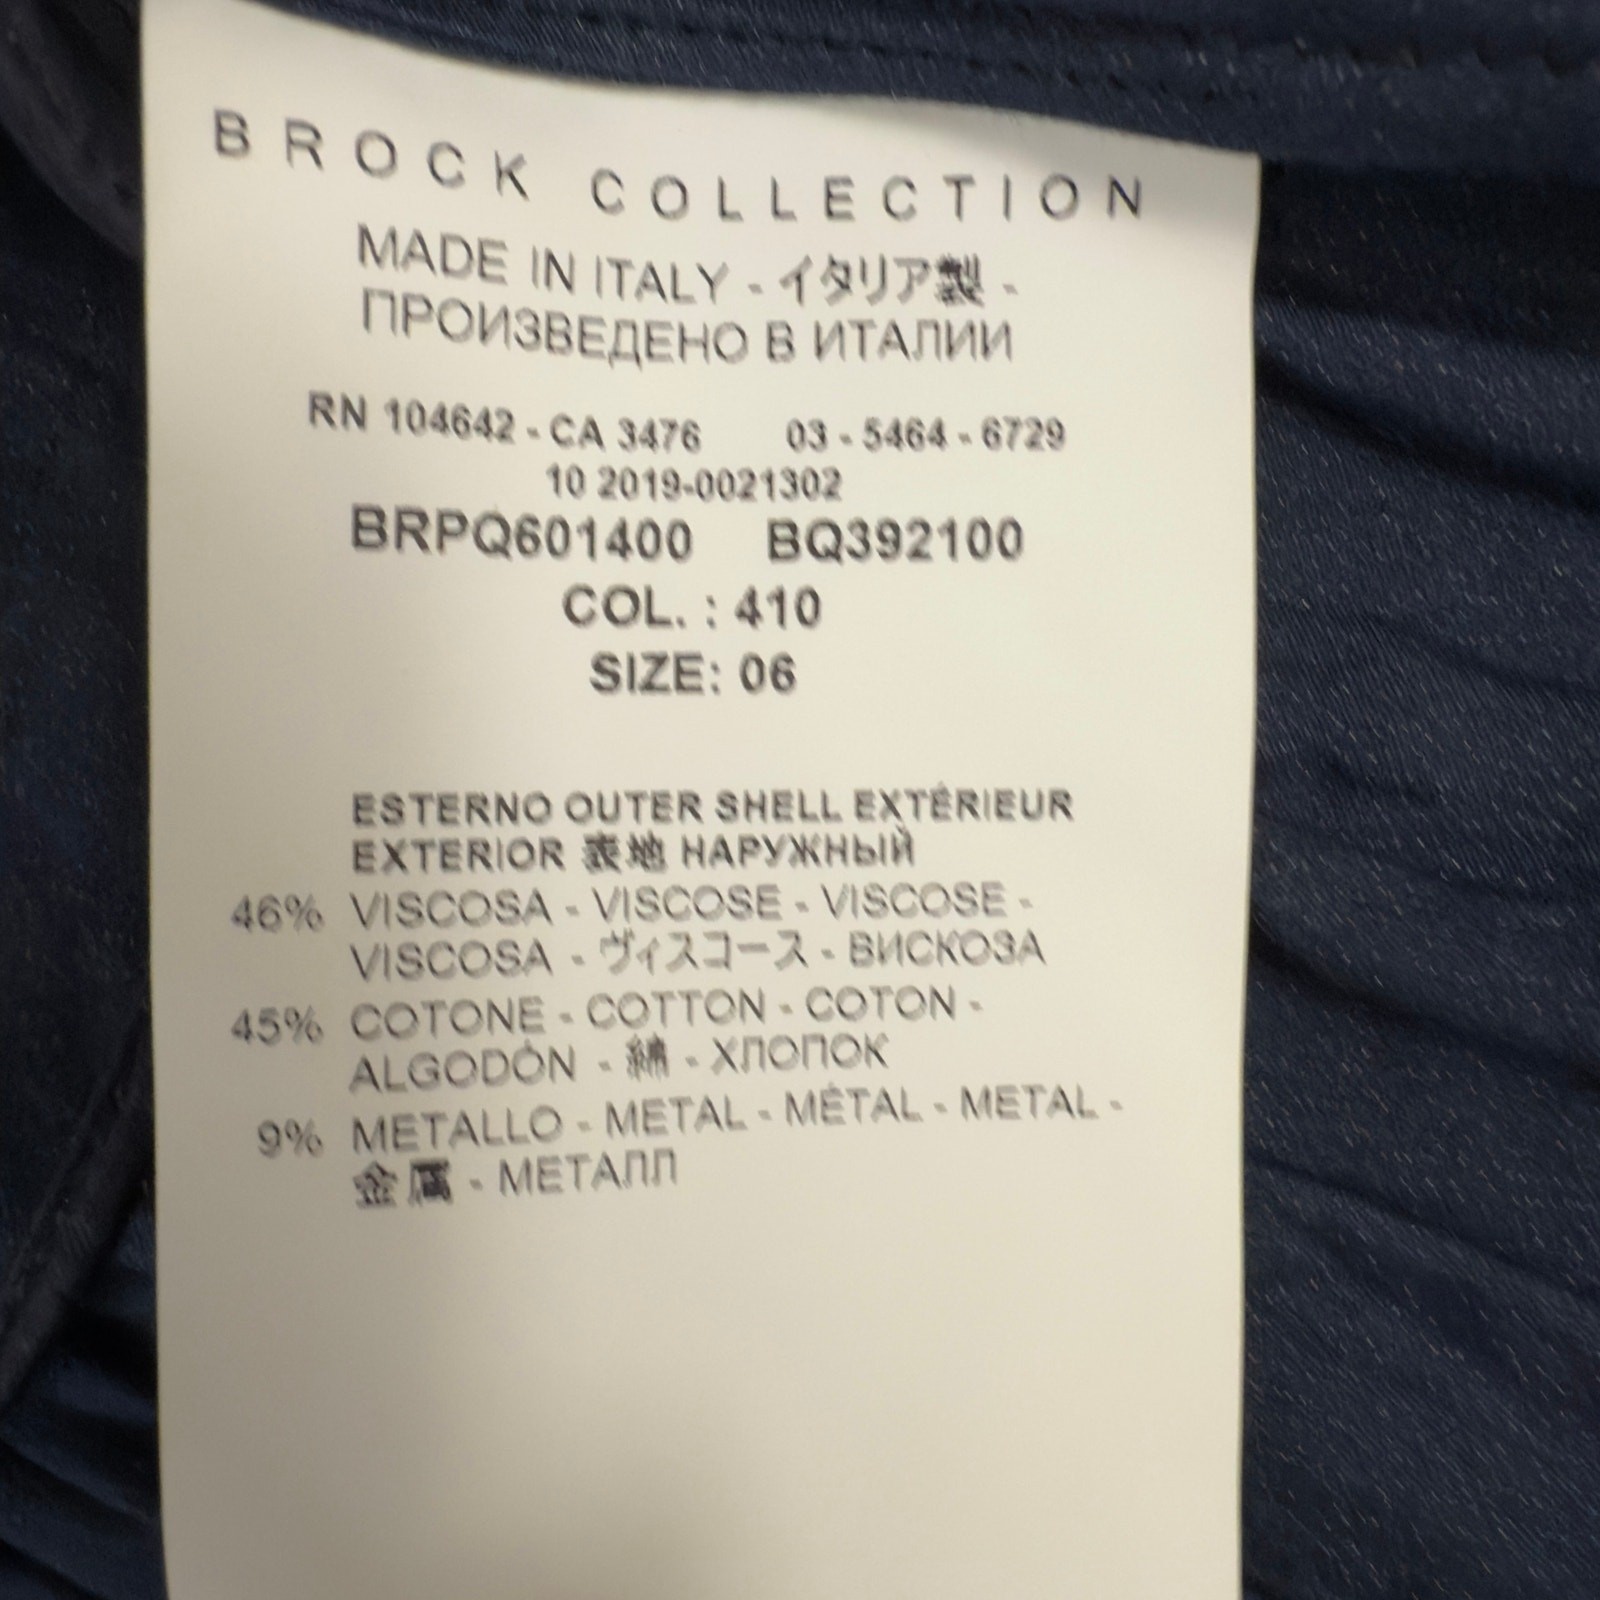 BROCK COLLECTION
MADE IN ITALY - イタリア製 -
ПРОИЗВЕДЕНО В ИТАЛИИ
RN 104642 - CA 3476 03 - 5464 - 6729
10 2019-0021302
BRPQ601400 BQ392100
COL. : 410
SIZE: 06
ESTERNO OUTER SHELL EXTÉRIEUR
EXTERIOR 表地 НАРУЖНЫЙ
46% VISCOSA - VISCOSE - VISCOSE -
VISCOSA - ヴィスコース - ВИСКОЗА
45% COTONE - COTTON - COTON -
ALGODÓN - 綿 - ХЛОПОК
9% METALLO - METAL - MÉTAL - METAL -
金属 - МЕТАЛЛ